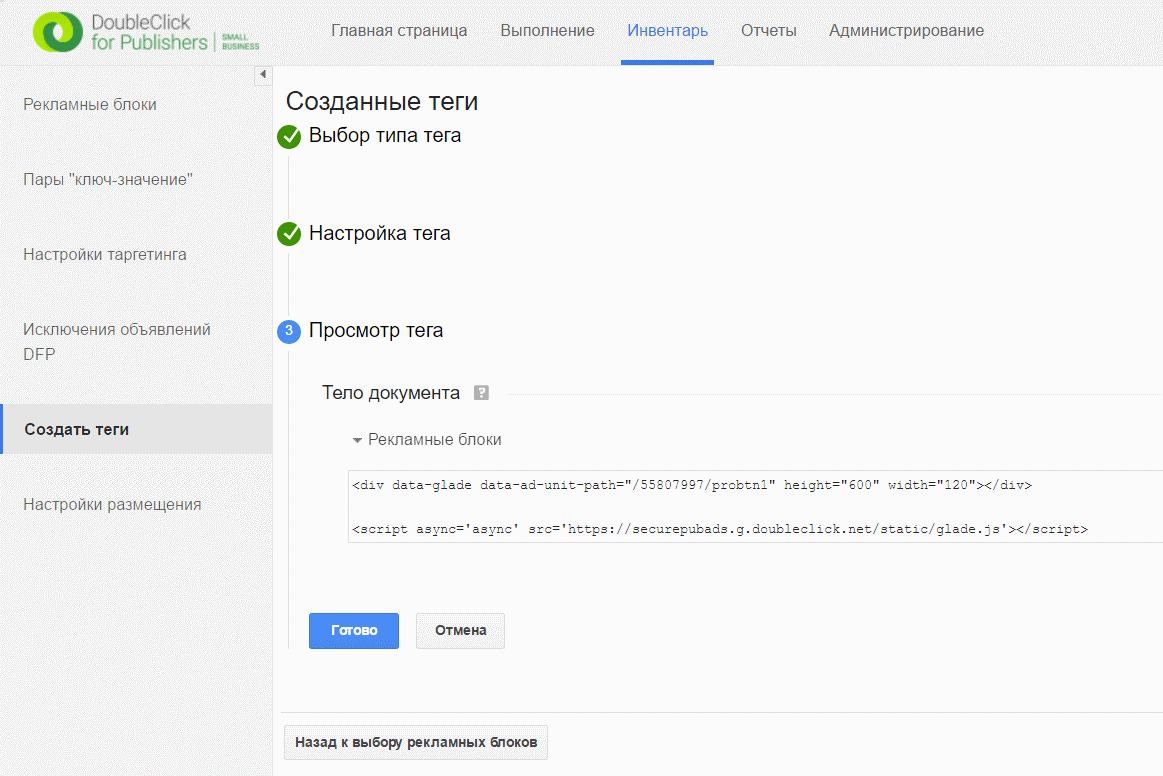 DoubleClick
for Publishers
SMALL
BUSINESS
Главная страница Выполнение Инвентарь Отчеты Администрирование
Рекламные блоки
Пары "ключ-значение"
Настройки таргетинга
Исключения объявлений
DFP
Создать теги
Настройки размещения
Созданные теги
Выбор типа тега
Настройка тега
3 Просмотр тега
Тело документа ?
Рекламные блоки
<div data-glade data-ad-unit-path="/55807997/probtn1" height="600" width="120"></div>
<script async='async' src='https://securepubads.g.doubleclick.net/static/glade.js'></script>
Готово Отмена
Назад к выбору рекламных блоков